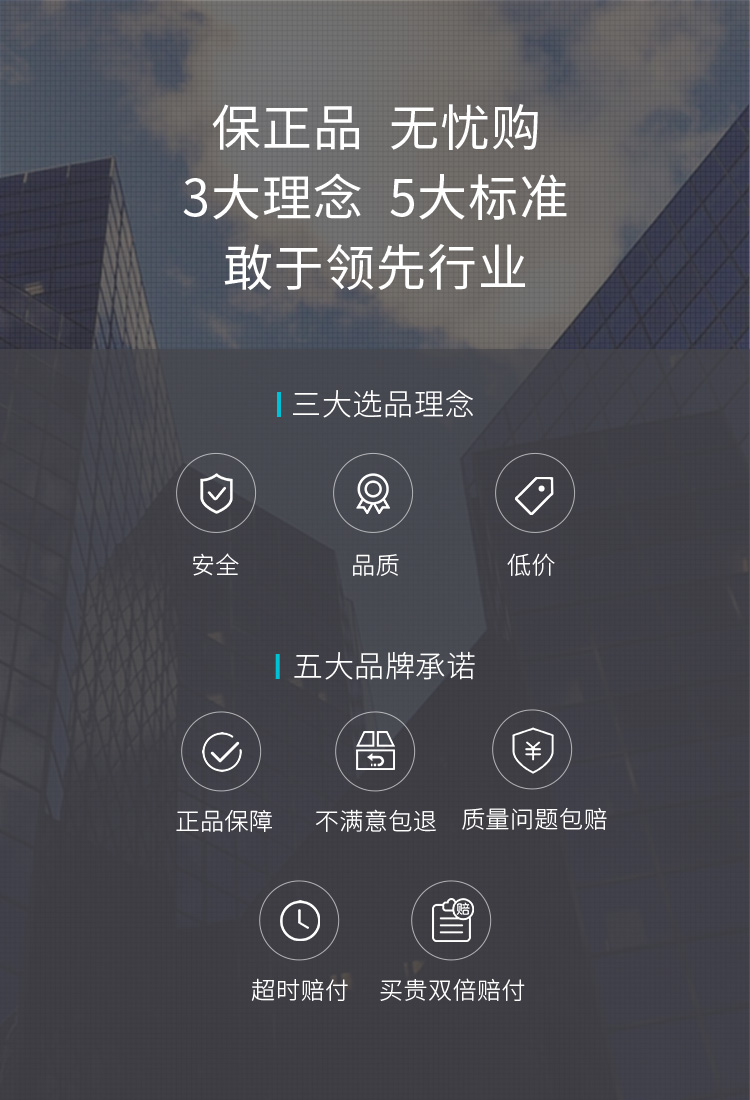 保正品 无忧购
3大理念 5大标准
敢于领先行业
三大选品理念
安全 品质 低价
五大品牌承诺
¥
正品保障 不满意包退 质量问题包赔
赔
超时赔付 买贵双倍赔付